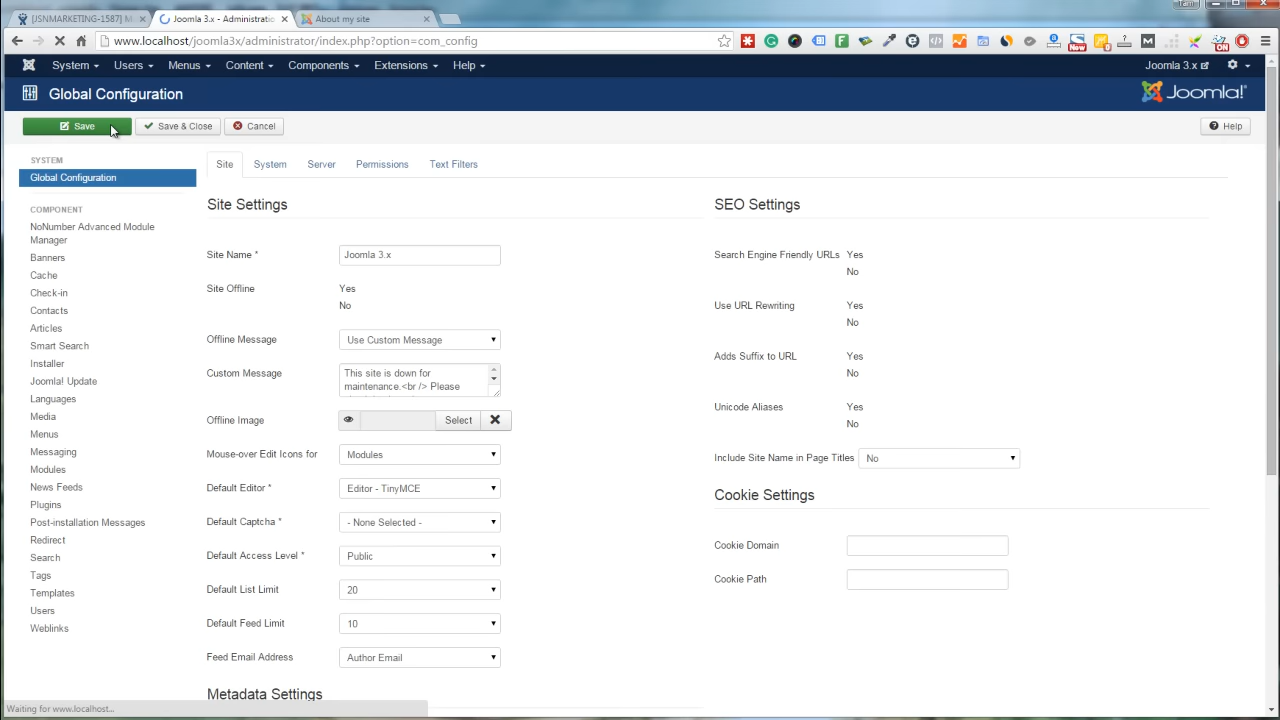 [JSNMARKETING-1587] M
Joomla 3.x - Administratio
About my site
Tam
www.localhost/joomla3x/administrator/index.php?option=com_config
New
ON
System
Users
Menus
Content
Components
Extensions
Help
Joomla 3.x
Global Configuration
Joomla!
Save
Save & Close
Cancel
Help
SYSTEM
Global Configuration
COMPONENT
NoNumber Advanced Module
Manager
Banners
Cache
Check-in
Contacts
Articles
Smart Search
Installer
Joomla! Update
Languages
Media
Menus
Messaging
Modules
News Feeds
Plugins
Post-installation Messages
Redirect
Search
Tags
Templates
Users
Weblinks
Site
System
Server
Permissions
Text Filters
Site Settings
Site Name *
Joomla 3.x
Site Offline
Yes
No
Offline Message
Use Custom Message
Custom Message
This site is down for
maintenance.<br /> Please
Offline Image
Select
Mouse-over Edit Icons for
Modules
Default Editor *
Editor - TinyMCE
Default Captcha *
- None Selected -
Default Access Level *
Public
Default List Limit
20
Default Feed Limit
10
Feed Email Address
Author Email
Metadata Settings
SEO Settings
Search Engine Friendly URLs
Yes
No
Use URL Rewriting
Yes
No
Adds Suffix to URL
Yes
No
Unicode Aliases
Yes
No
Include Site Name in Page Titles
No
Cookie Settings
Cookie Domain
Cookie Path
Waiting for www.localhost...